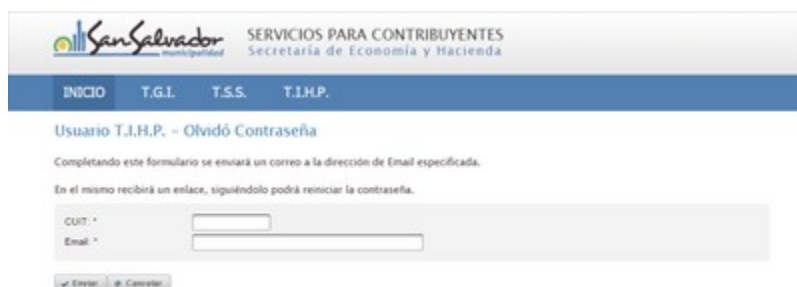 San Salvador
municipalidad
SERVICIOS PARA CONTRIBUYENTES
Secretaría de Economía y Hacienda
INICIO T.G.I. T.S.S. T.I.H.P.
Usuario T.I.H.P. – Olvidó Contraseña
Completando este formulario se enviará un correo a la dirección de Email especificada.
En el mismo recibirá un enlace, siguiéndolo podrá reiniciar la contraseña.
CUIT: *
Email: *
Enviar Cancelar